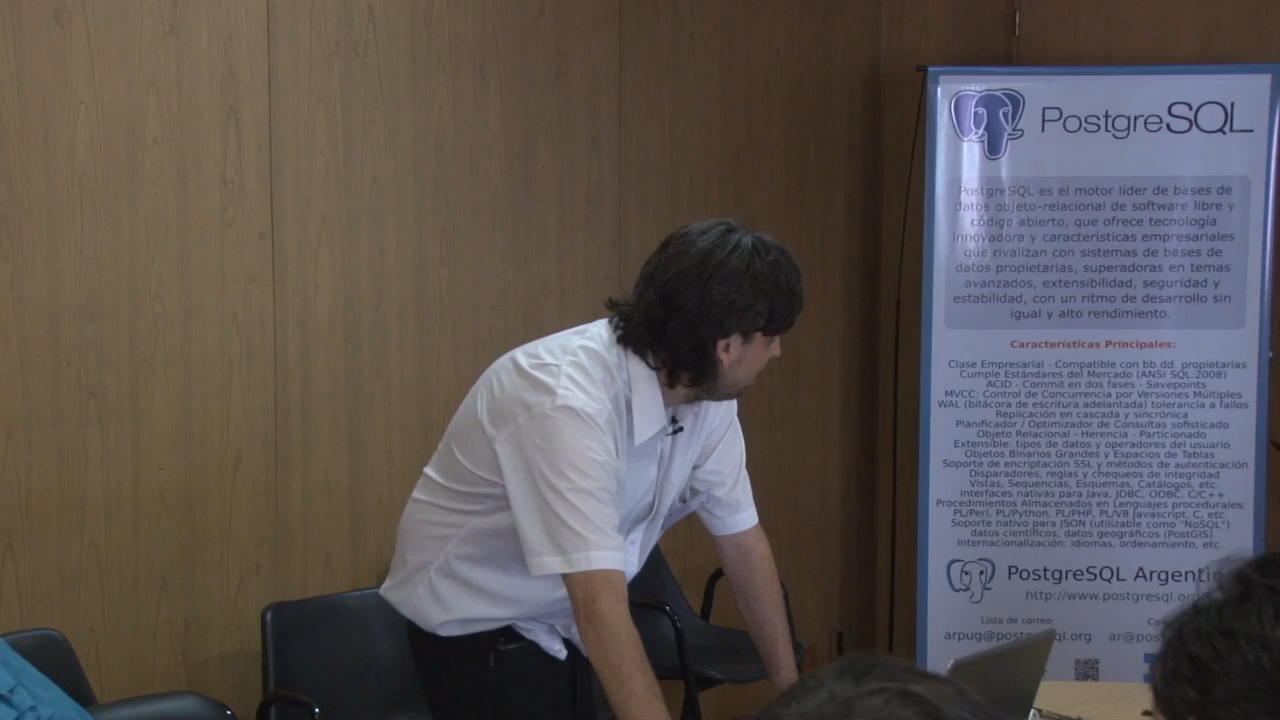 PostgreSQL
PostgreSQL es el motor líder de bases de
datos objeto-relacional de software libre y
código abierto, que ofrece tecnología
innovadora y características empresariales
que rivalizan con sistemas de bases de
datos propietarias, superadoras en temas
avanzados, extensibilidad, seguridad y
estabilidad, con un ritmo de desarrollo sin
igual y alto rendimiento.
Características Principales:
Clase Empresarial - Compatible con bb.dd. propietarias
Cumple Estándares del Mercado (ANSI SQL:2008)
ACID - Commit en dos fases - Savepoints
MVCC: Control de Concurrencia por Versiones Múltiples
WAL (bitácora de escritura adelantada) tolerancia a fallos
Replicación en cascada y sincrónica
Planificador / Optimizador de Consultas sofisticado
Objeto Relacional - Herencia - Particionado
Extensible: tipos de datos y operadores del usuario
Objetos Binarios Grandes y Espacios de Tablas
Soporte de encriptación SSL y métodos de autenticación
Disparadores, reglas y chequeos de integridad
Vistas, Secuencias, Esquemas, Catálogos, etc.
Interfaces nativas para Java, JDBC, ODBC, C/C++
Procedimientos Almacenados en Lenguajes procedurales:
PL/Perl, PL/Python, PL/PHP, PL/V8 Javascript, C, etc.
Soporte nativo para JSON (utilizable como "NoSQL")
datos científicos, datos geográficos (PostGIS)
Internacionalización: idiomas, ordenamiento, etc.
PostgreSQL
http://www.postgresql.org
Lista de correo: